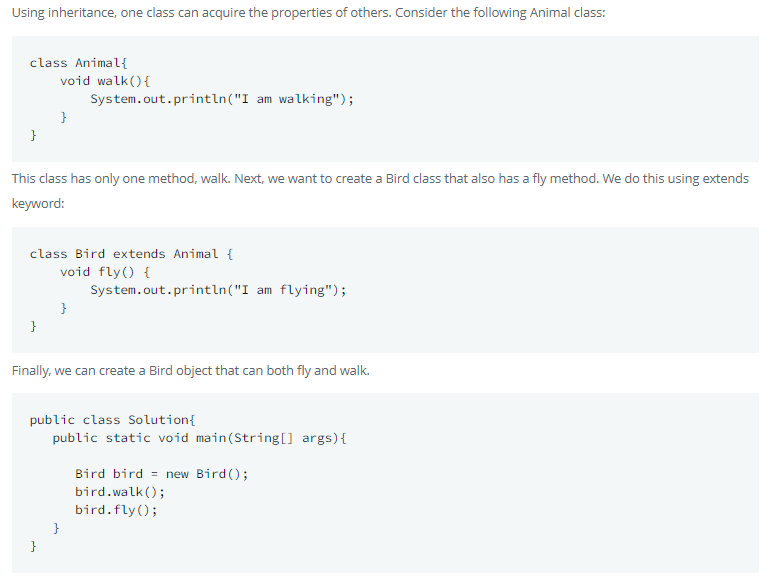 Using inheritance, one class can acquire the properties of others. Consider the following Animal class:
class Animal{
    void walk(){
        System.out.println("I am walking");
    }
}
This class has only one method, walk. Next, we want to create a Bird class that also has a fly method. We do this using extends
keyword:
class Bird extends Animal {
    void fly() {
        System.out.println("I am flying");
    }
}
Finally, we can create a Bird object that can both fly and walk.
public class Solution{
   public static void main(String[] args){

      Bird bird = new Bird();
      bird.walk();
      bird.fly();
   }
}